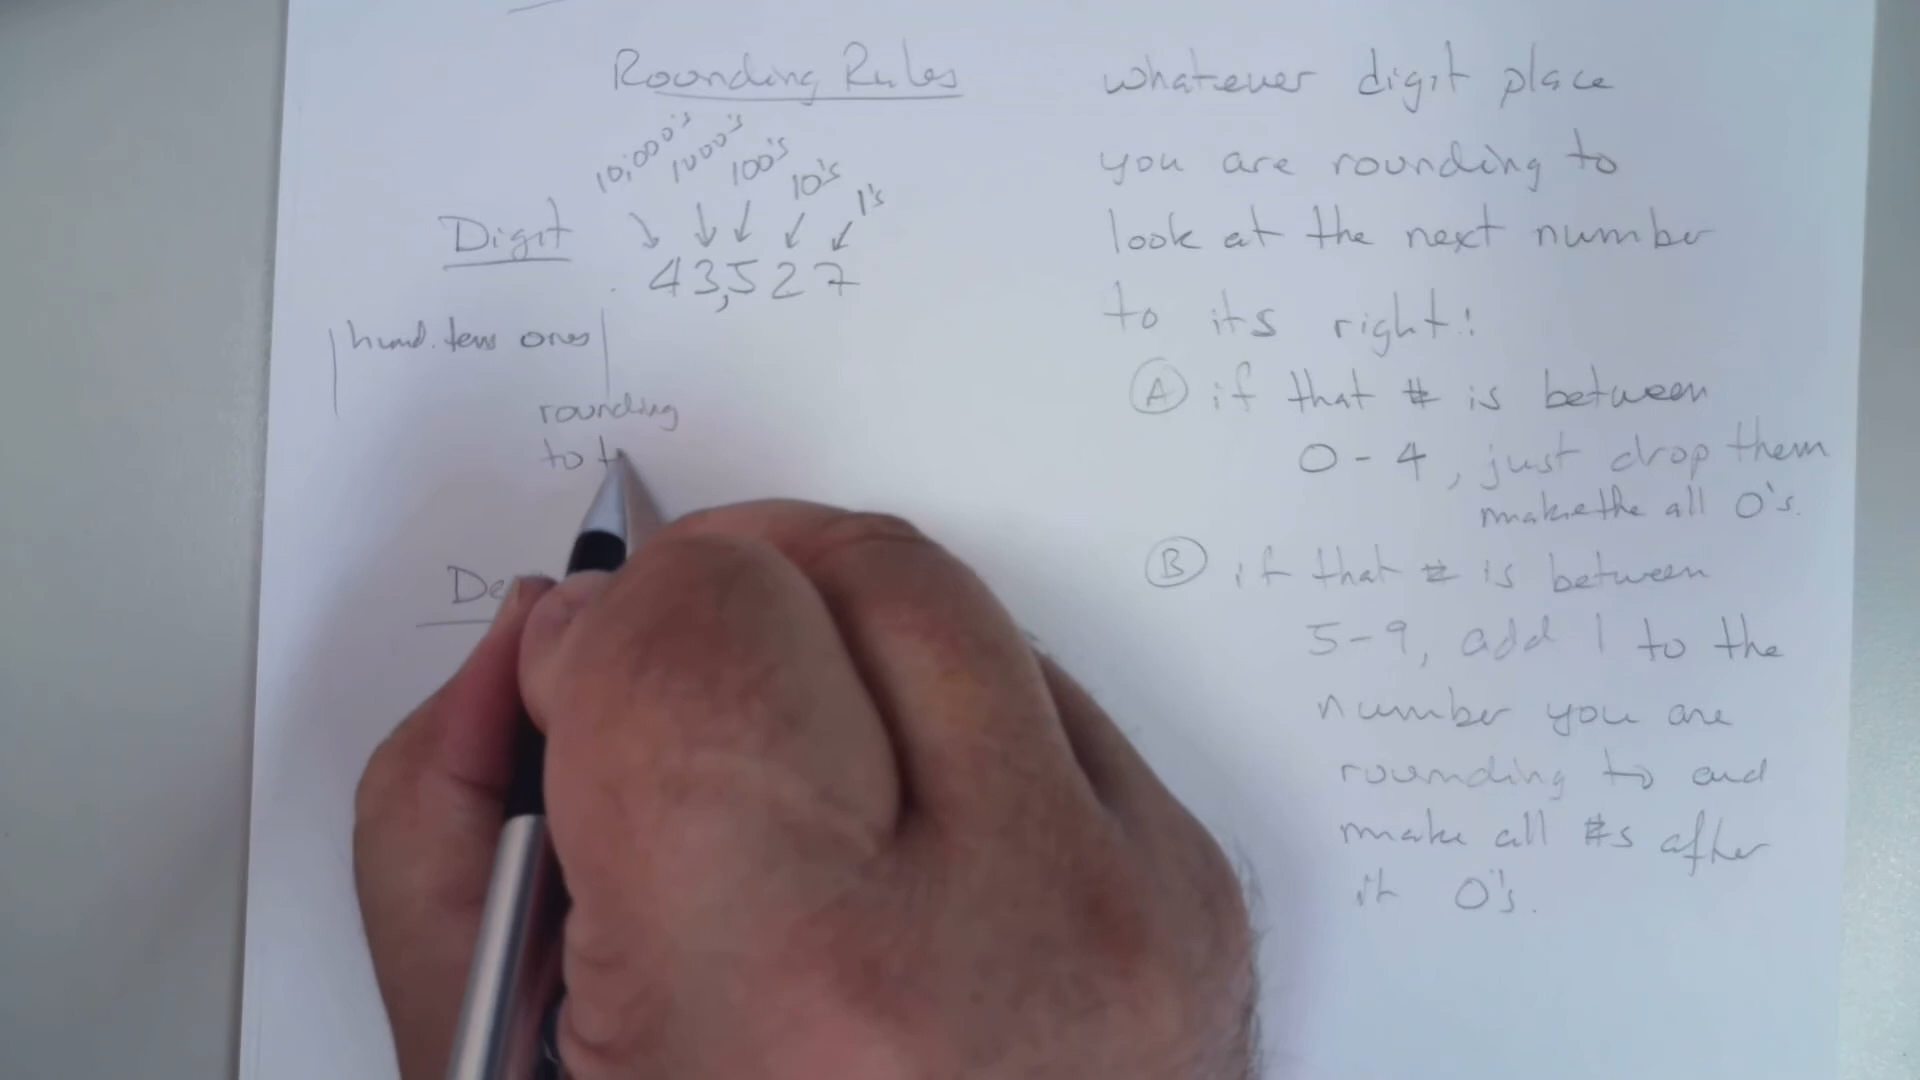 Rounding Rules
10,000's 1000's 100's 10's 1's
Digit
43,527
hund. tens ones
rounding
to t
De
whatever digit place
you are rounding to
look at the next number
to its right:
A if that # is between
0-4, just drop them
make the all 0's.
B if that # is between
5-9, add 1 to the
number you are
rounding to and
make all #s after
it 0's.